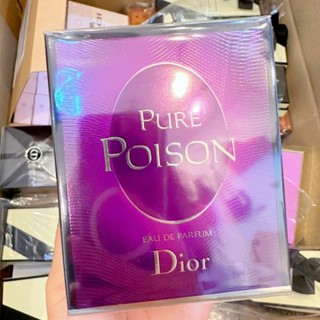 PURE
POISON
EAU DE PARFUM
Dior